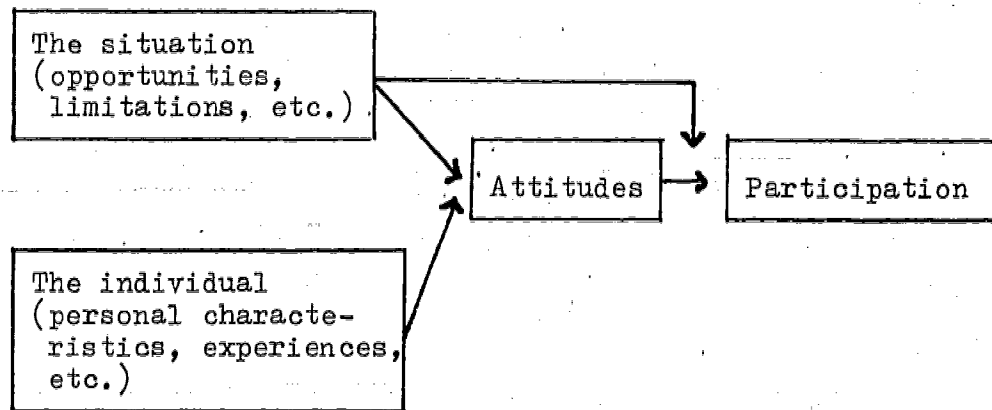 The situation
(opportunities,
limitations, etc.)
Attitudes
Participation
The individual
(personal characte-
ristics, experiences,
etc.)